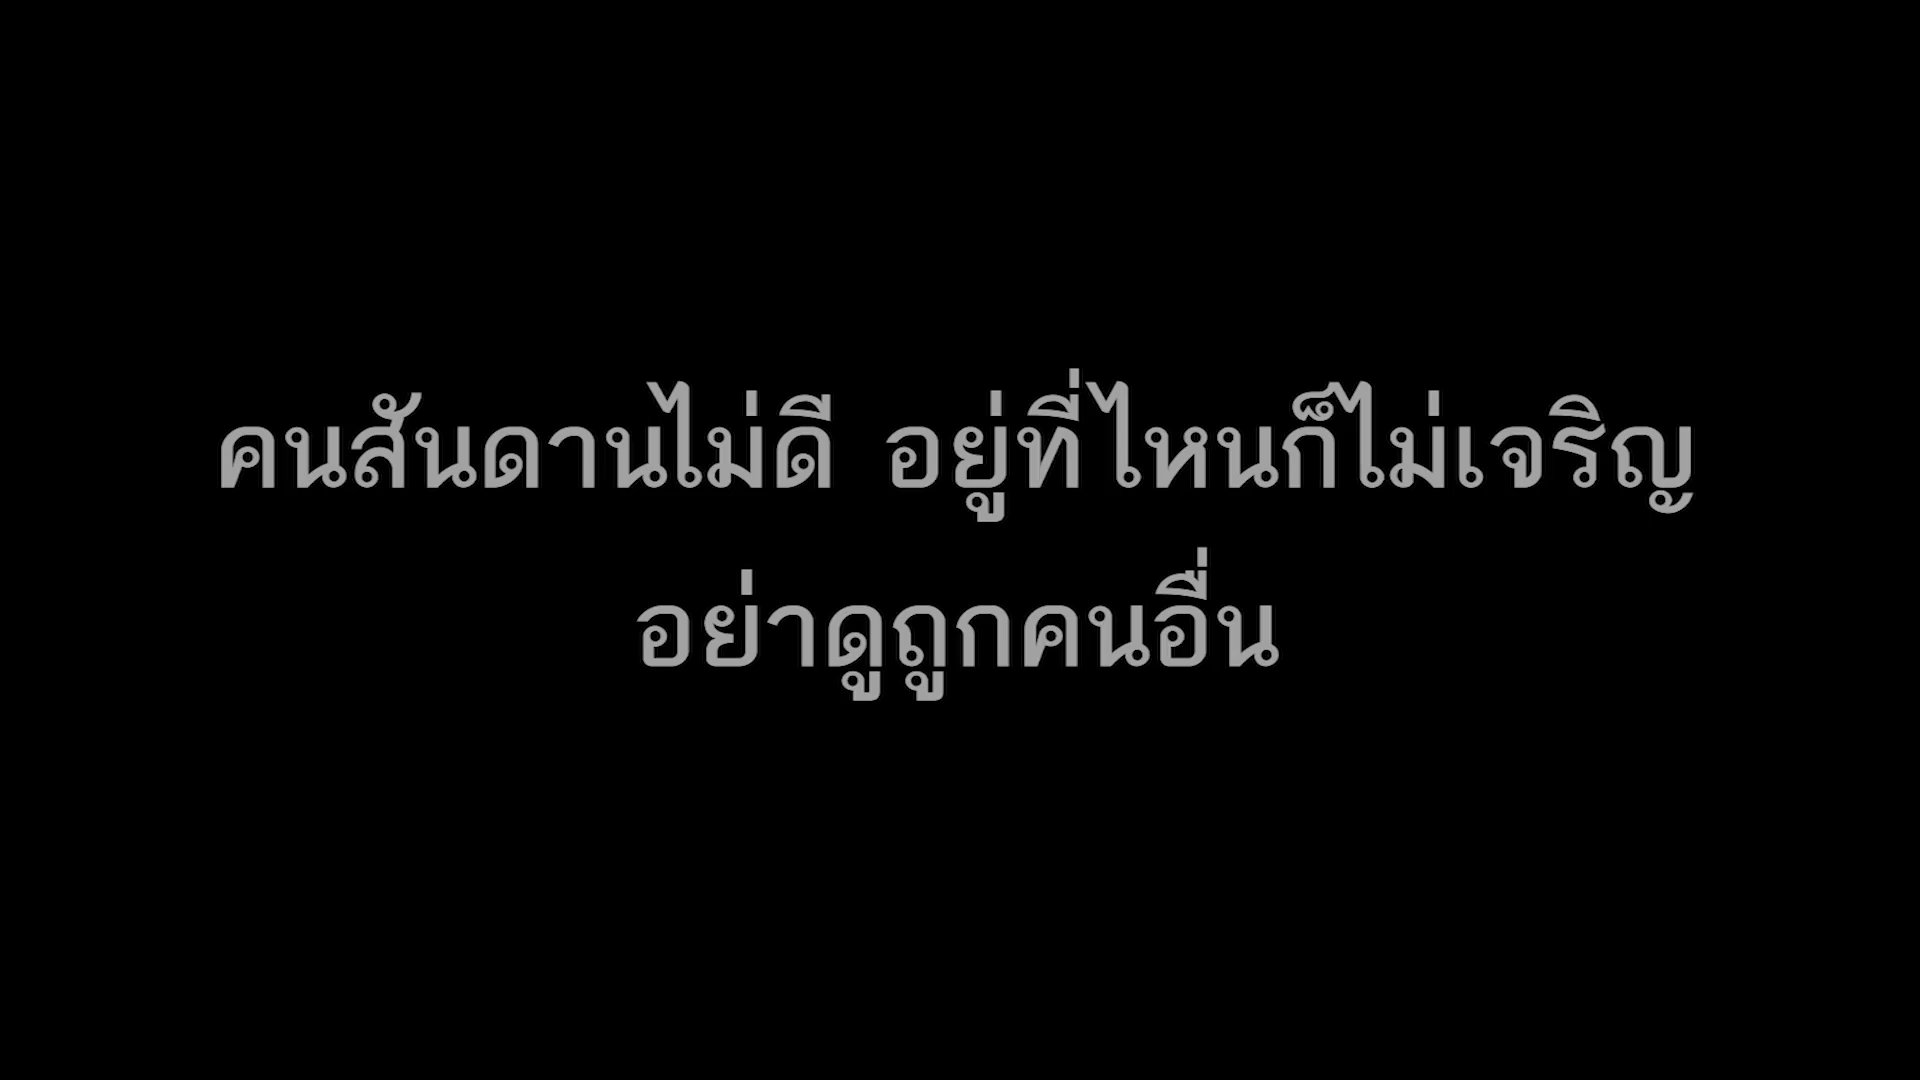 คนสันดานไม่ดี อยู่ที่ไหนก็ไม่เจริญ
อย่าดูถูกคนอื่น